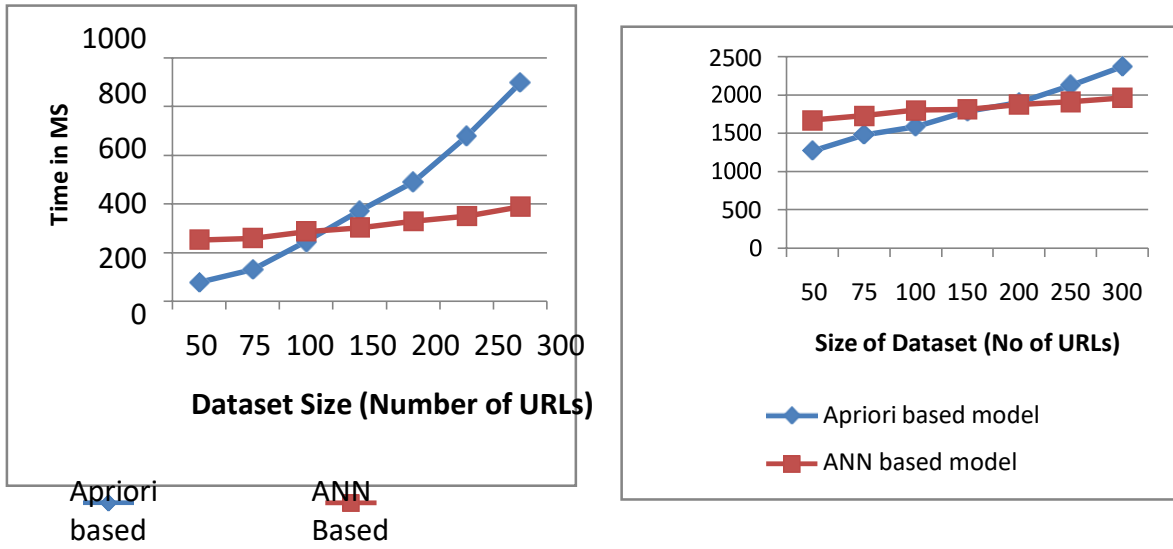 1000
800
600
400
200
0
Time in MS
50 75 100 150 200 250 300
Dataset Size (Number of URLs)
Apriori based
ANN Based
2500
2000
1500
1000
500
0
50 75 100 150 200 250 300
Size of Dataset (No of URLs)
Apriori based model
ANN based model